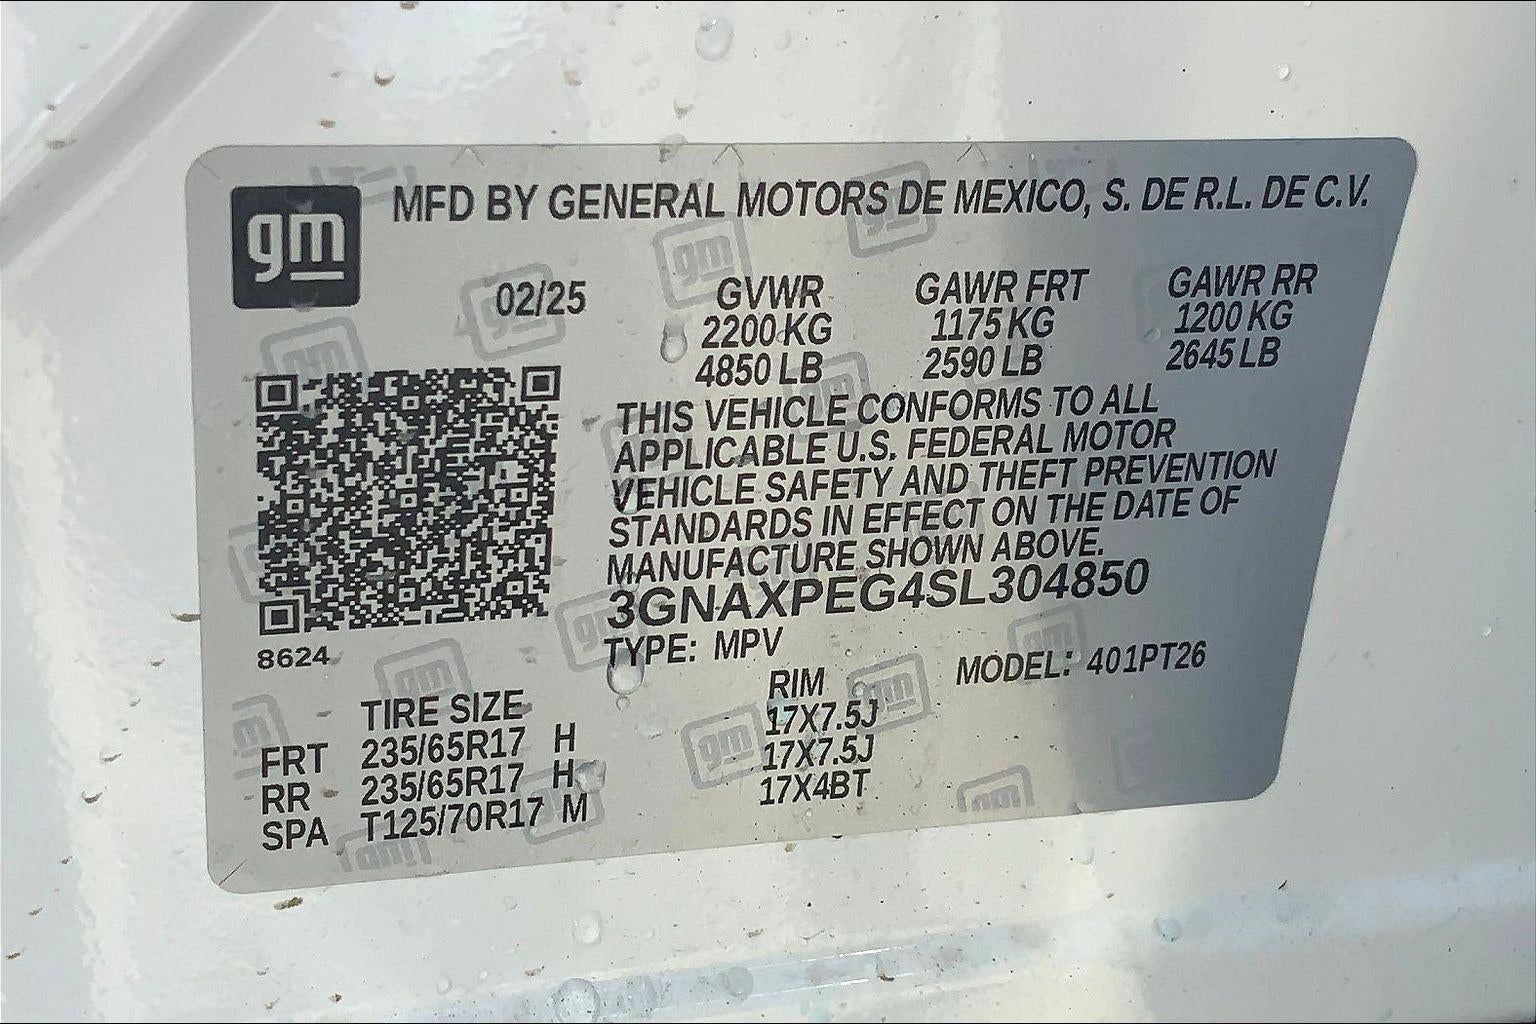 gm MFD BY GENERAL MOTORS DE MEXICO, S. DE R.L. DE C.V.
02/25 GVWR GAWR FRT GAWR RR
2200 KG 1175 KG 1200 KG
4850 LB 2590 LB 2645 LB
THIS VEHICLE CONFORMS TO ALL
APPLICABLE U.S. FEDERAL MOTOR
VEHICLE SAFETY AND THEFT PREVENTION
STANDARDS IN EFFECT ON THE DATE OF
MANUFACTURE SHOWN ABOVE.
3GNAXPEG4SL304850
8624 TYPE: MPV MODEL: 401PT26
TIRE SIZE RIM
FRT 235/65R17 H 17X7.5J
RR 235/65R17 H 17X7.5J
SPA T125/70R17 M 17X4BT